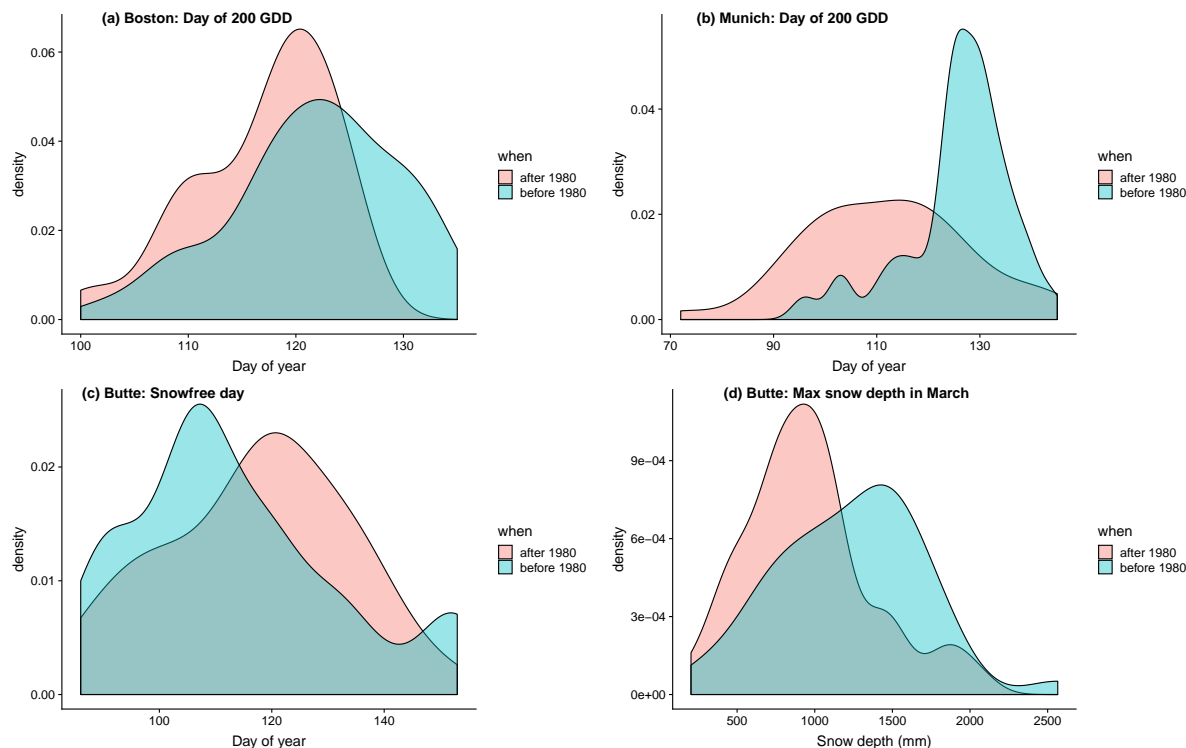 (a) Boston: Day of 200 GDD
0.06
0.04
0.02
0.00
density
100 110 120 130
Day of year
when
after 1980
before 1980
(b) Munich: Day of 200 GDD
0.04
0.02
0.00
density
70 90 110 130
Day of year
when
after 1980
before 1980
(c) Butte: Snowfree day
0.02
0.01
0.00
density
100 120 140
Day of year
when
after 1980
before 1980
(d) Butte: Max snow depth in March
9e−04
6e−04
3e−04
0e+00
density
500 1000 1500 2000 2500
Snow depth (mm)
when
after 1980
before 1980